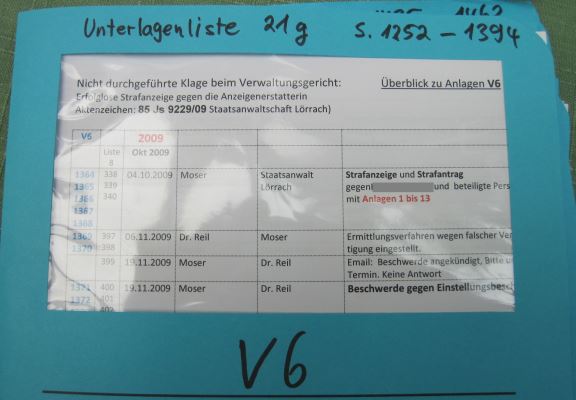 1462
Unterlagenliste 21g S. 1252 – 1394
Nicht durchgeführte Klage beim Verwaltungsgericht: Überblick zu Anlagen V6
Erfolglose Strafanzeige gegen die Anzeigenerstatterin
Aktenzeichen: 85 Js 9229/09 Staatsanwaltschaft Lörrach)
V6 2009
Liste Okt 2009
8
1364 338 04.10.2009 Moser Staatsanwalt Strafanzeige und Strafantrag
1365 339 Lörrach gegen und beteiligte Pers
1366 340 mit Anlagen 1 bis 13
1367
1368
1369 397 06.11.2009 Dr. Reil Moser Ermittlungsverfahren wegen falscher Ver
1370 398 tigung eingestellt.
399 19.11.2009 Moser Dr. Reil Email: Beschwerde angekündigt, Bitte u
Termin. Keine Antwort
1371 400 19.11.2009 Moser Dr. Reil Beschwerde gegen Einstellungsbesch
1372 401
402
V6